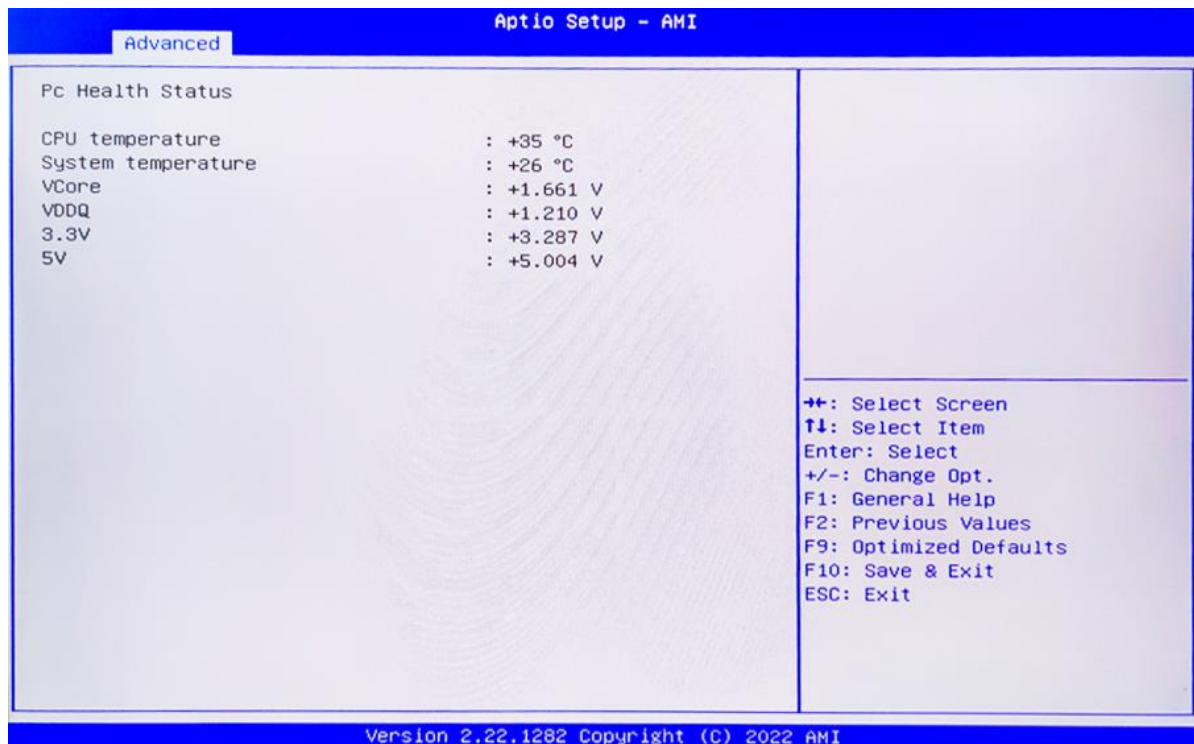 Aptio Setup - AMI
Advanced
Pc Health Status
CPU temperature : +35 °C
System temperature : +26 °C
VCore : +1.661 V
VDDQ : +1.210 V
3.3V : +3.287 V
5V : +5.004 V
→←: Select Screen
↑↓: Select Item
Enter: Select
+/-: Change Opt.
F1: General Help
F2: Previous Values
F9: Optimized Defaults
F10: Save & Exit
ESC: Exit
Version 2.22.1282 Copyright (C) 2022 AMI